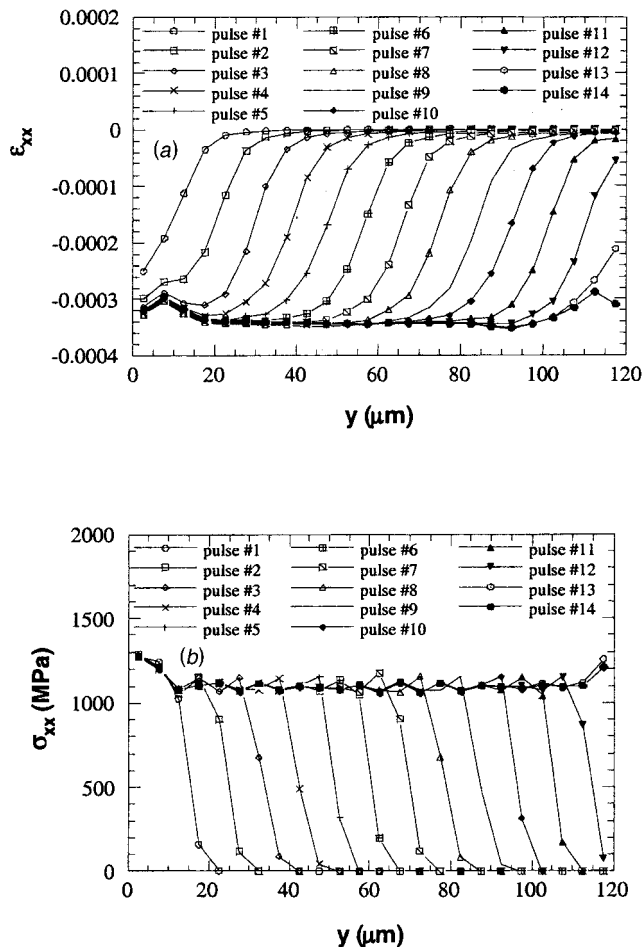 0.0002
pulse #1 pulse #6 pulse #11
pulse #2 pulse #7 pulse #12
0.0001
pulse #3 pulse #8 pulse #13
pulse #4 pulse #9 pulse #14
pulse #5 pulse #10
0
(a)
εxx
-0.0001
-0.0002
-0.0003
-0.0004
0 20 40 60 80 100 120
y (μm)
2000
pulse #1 pulse #6 pulse #11
pulse #2 pulse #7 pulse #12
pulse #3 pulse #8 pulse #13
1500
pulse #4 pulse #9 pulse #14
pulse #5 pulse #10
(b)
σxx (MPa)
1000
500
0
0 20 40 60 80 100 120
y (μm)